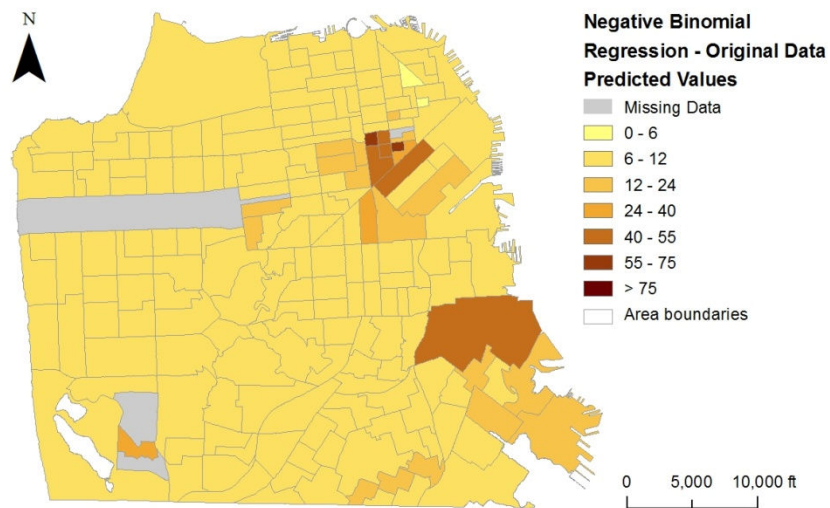 N
Negative Binomial
Regression - Original Data
Predicted Values
Missing Data
0 - 6
6 - 12
12 - 24
24 - 40
40 - 55
55 - 75
> 75
Area boundaries
0 5,000 10,000 ft